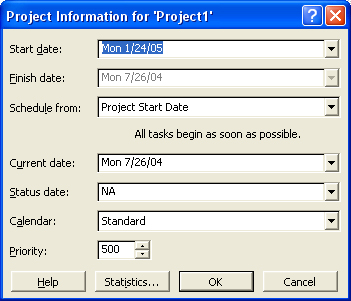 Project Information for 'Project1'
Start date: Mon 1/24/05
Finish date: Mon 7/26/04
Schedule from: Project Start Date
All tasks begin as soon as possible.
Current date: Mon 7/26/04
Status date: NA
Calendar: Standard
Priority: 500
Help Statistics... OK Cancel